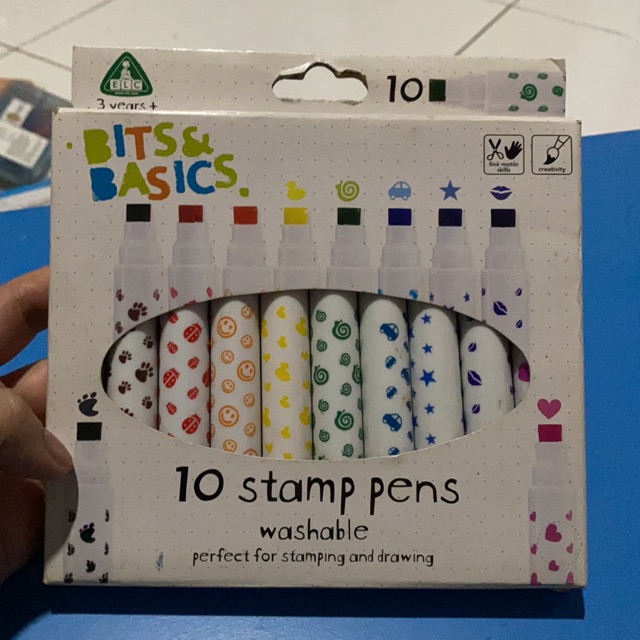 ELC
3 years +
10
BITS&
BASICS.
fine motor
skills
creativity
10 stamp pens
washable
perfect for stamping and drawing